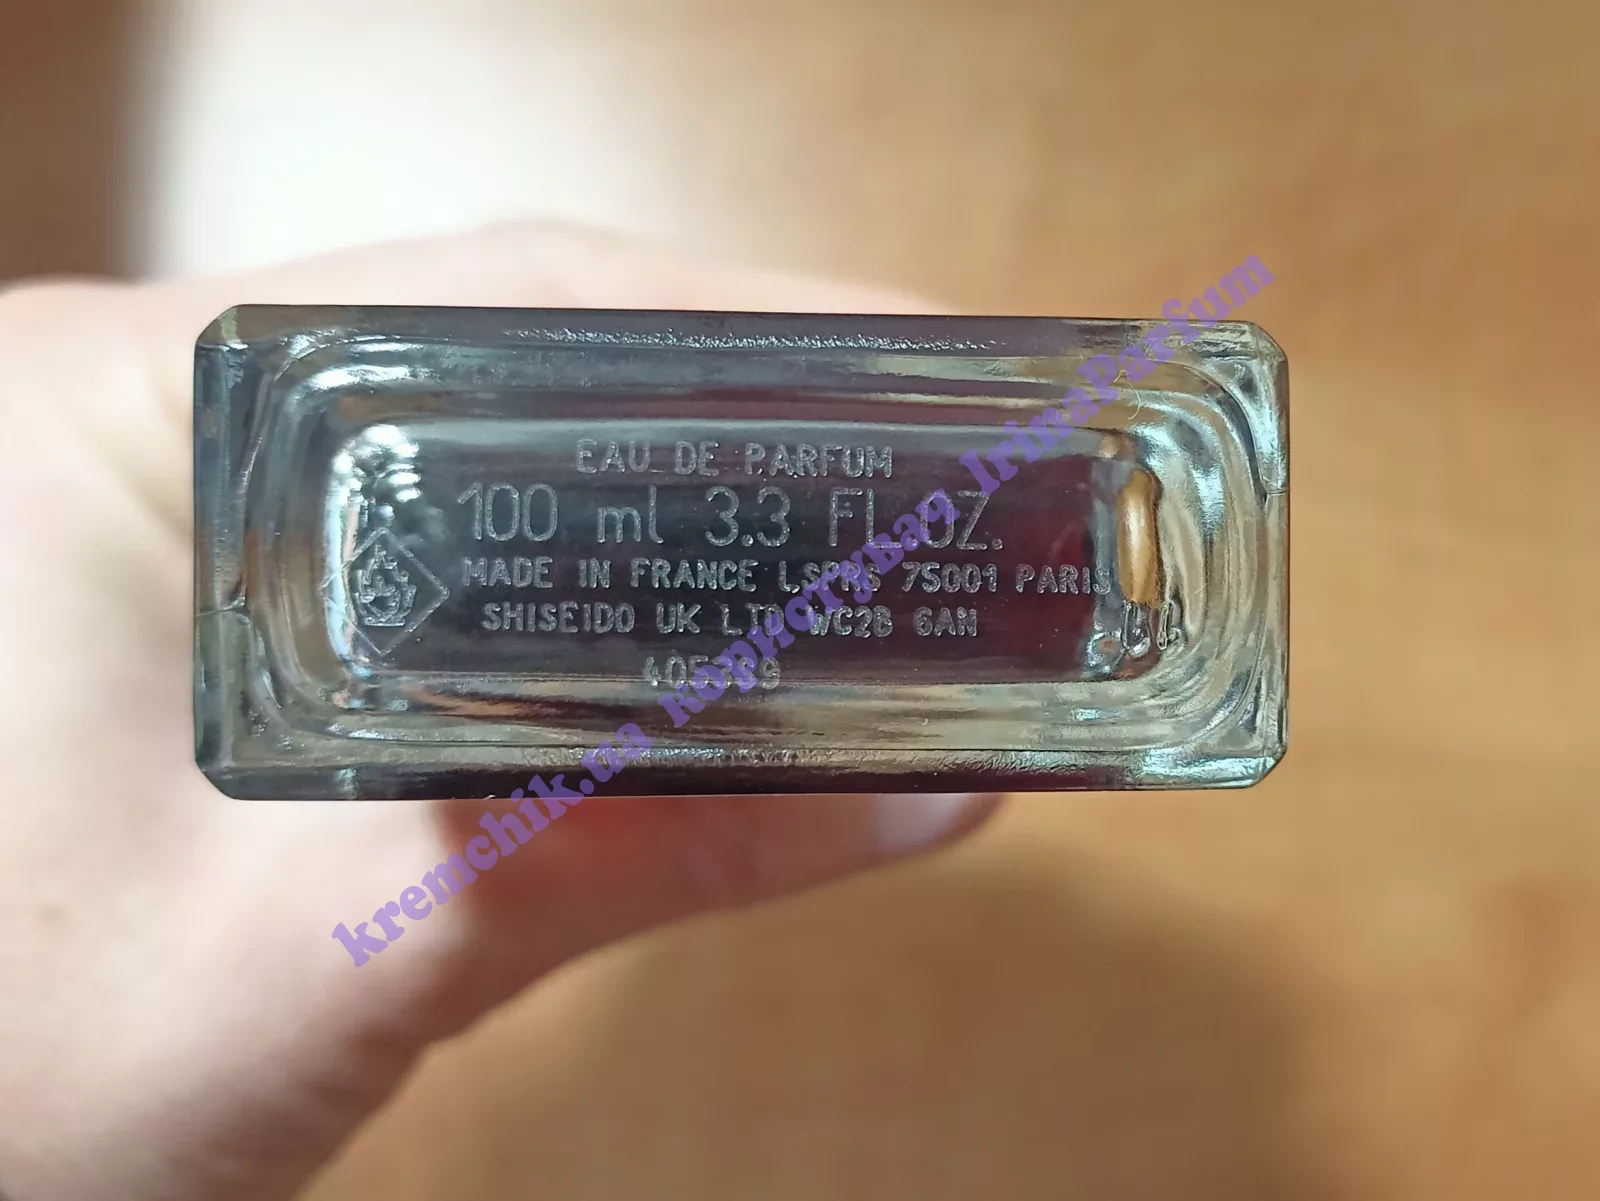 EAU DE PARFUM
100 ml 3.3 FL.OZ.
MADE IN FRANCE LSPRS 75001 PARIS
SHISEIDO UK LTD WC2B 6AN
kremchik.ua користувач IrinaParfum